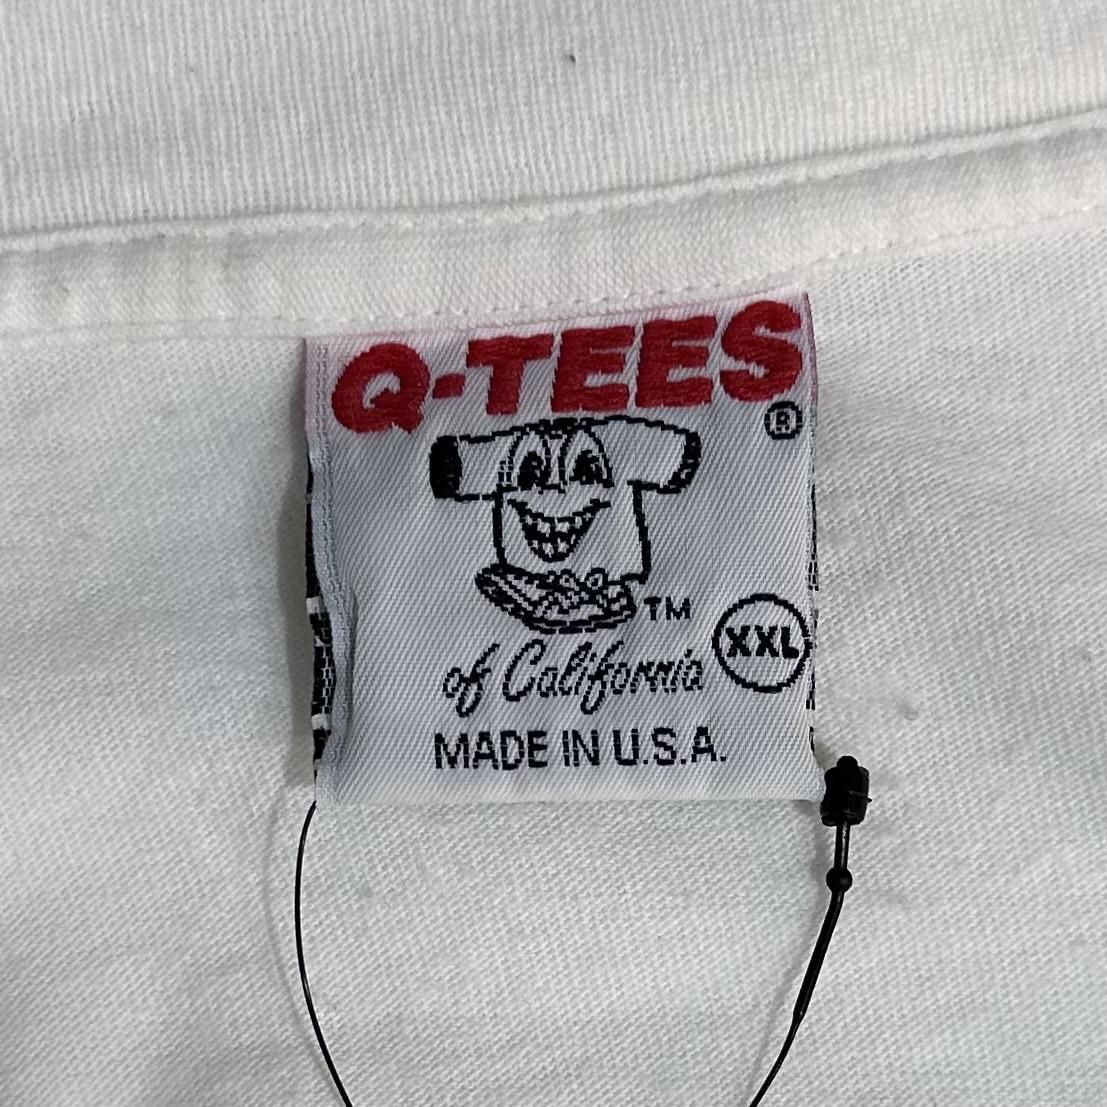 Q-TEES
®
TM
XXL
of California
MADE IN U.S.A.